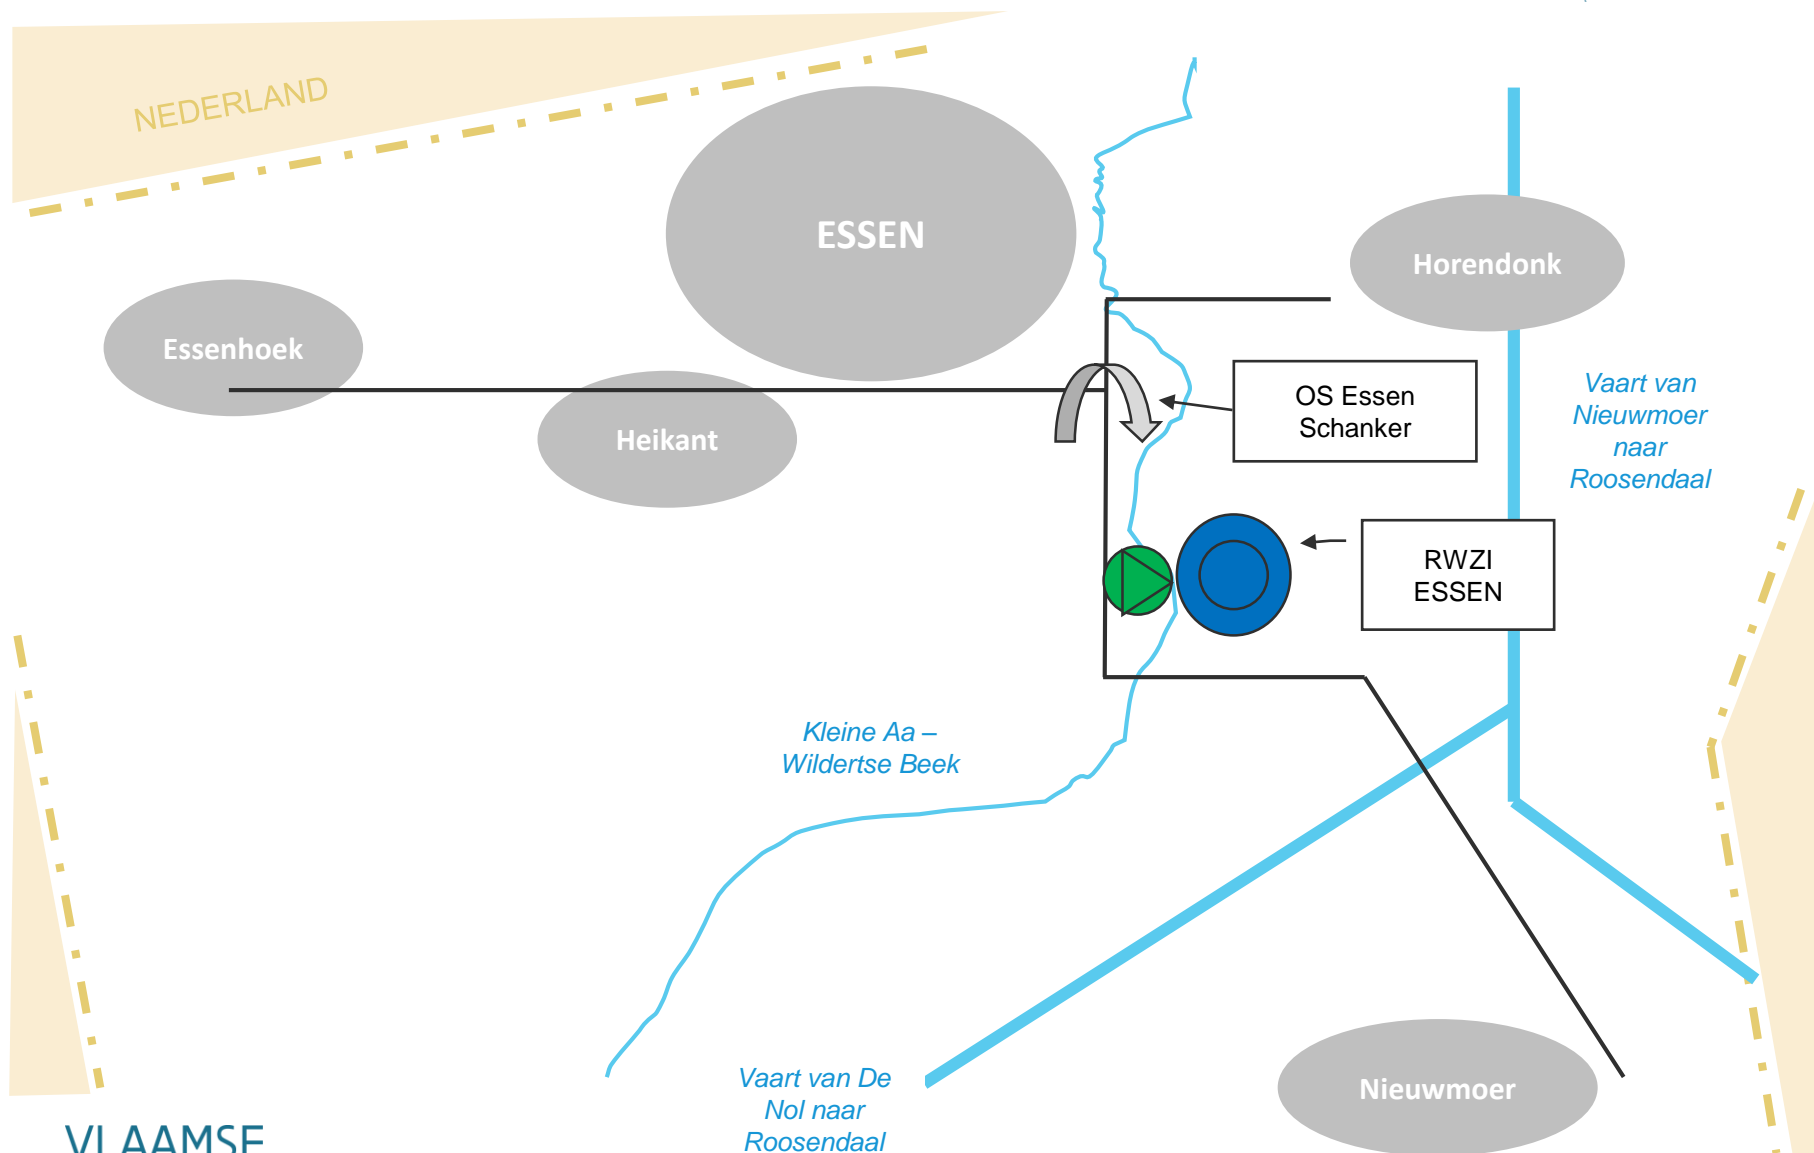 NEDERLAND
ESSEN
Horendonk
Essenhoek
Heikant
OS Essen
Schanker
Vaart van
Nieuwmoer
naar
Roosendaal
RWZI
ESSEN
Kleine Aa –
Wildertse Beek
Vaart van De
Nol naar
Roosendaal
Nieuwmoer
VLAAMSE